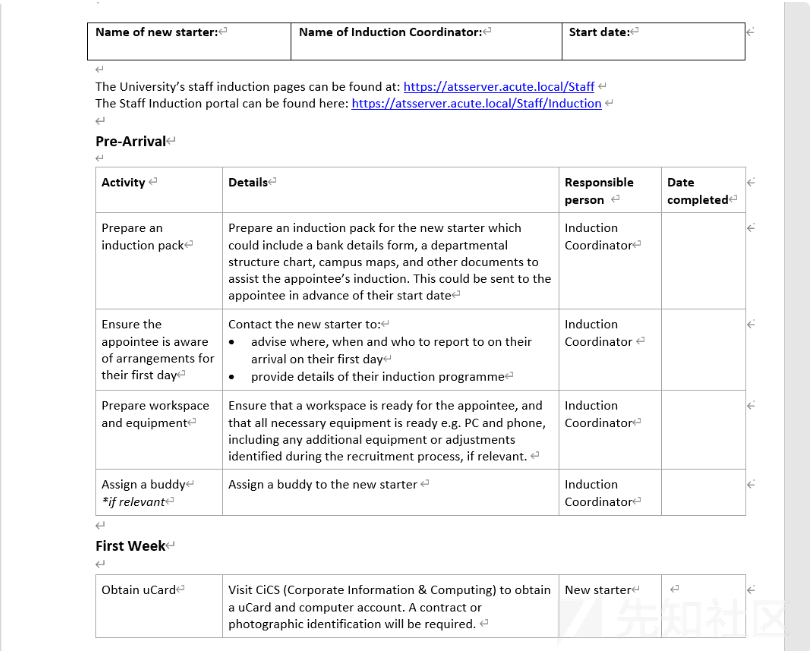 Name of new starter: Name of Induction Coordinator: Start date:
The University's staff induction pages can be found at: https://atsserver.acute.local/Staff
The Staff Induction portal can be found here: https://atsserver.acute.local/Staff/Induction
Pre-Arrival
Activity Details Responsible person Date completed
Prepare an
induction pack
Prepare an induction pack for the new starter which
could include a bank details form, a departmental
structure chart, campus maps, and other documents to
assist the appointee's induction. This could be sent to the
appointee in advance of their start date
Induction
Coordinator
Ensure the
appointee is aware
of arrangements for
their first day
Contact the new starter to:
• advise where, when and who to report to on their
arrival on their first day
• provide details of their induction programme
Induction
Coordinator
Prepare workspace
and equipment
Ensure that a workspace is ready for the appointee, and
that all necessary equipment is ready e.g. PC and phone,
including any additional equipment or adjustments
identified during the recruitment process, if relevant.
Induction
Coordinator
Assign a buddy
*if relevant
Assign a buddy to the new starter
Induction
Coordinator
First Week
Obtain uCard
Visit CiCS (Corporate Information & Computing) to obtain
a uCard and computer account. A contract or
photographic identification will be required.
New starter
先知社区